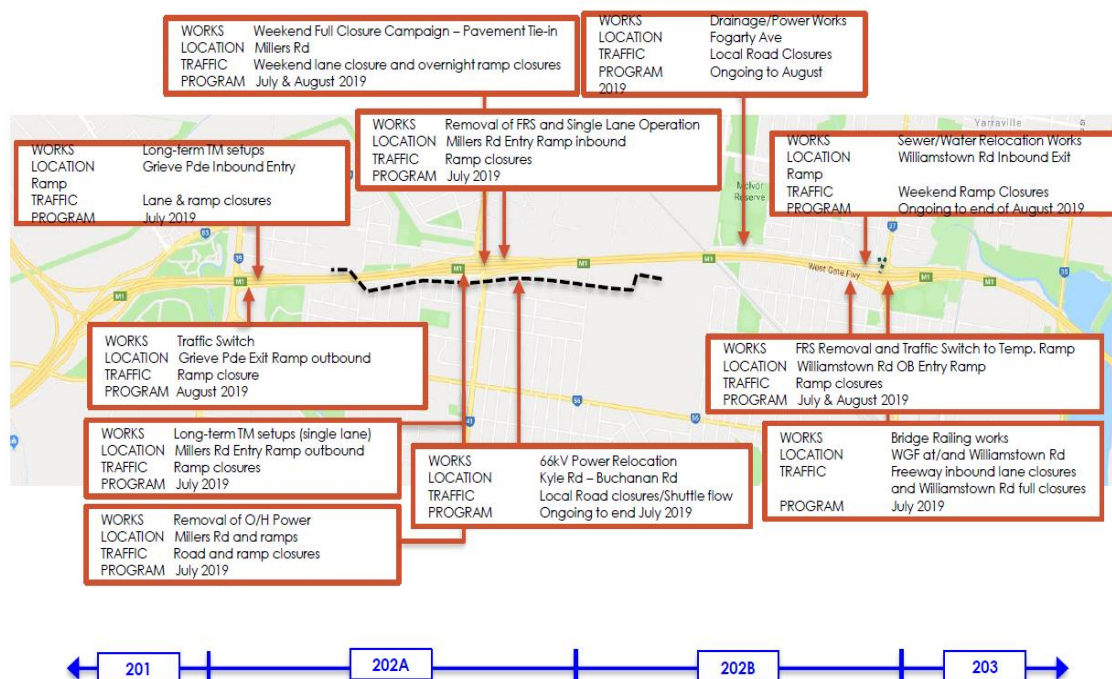 WORKS Weekend Full Closure Campaign – Pavement Tie-in
LOCATION Millers Rd
TRAFFIC Weekend lane closure and overnight ramp closures
PROGRAM July & August 2019
WORKS Drainage/Power Works
LOCATION Fogarty Ave
TRAFFIC Local Road Closures
PROGRAM Ongoing to August
2019
WORKS Long-term TM setups
LOCATION Grieve Pde Inbound Entry
Ramp
TRAFFIC Lane & ramp closures
PROGRAM July 2019
WORKS Removal of FRS and Single Lane Operation
LOCATION Millers Rd Entry Ramp inbound
TRAFFIC Ramp closures
PROGRAM July 2019
Yarraville
WORKS Sewer/Water Relocation Works
LOCATION Williamstown Rd Inbound Exit
Ramp
TRAFFIC Weekend Ramp Closures
PROGRAM Ongoing to end of August 2019
McIvor
Reserve
M1
M1
M1
M1
M1
M1
M1
West Gate Fwy
WORKS Traffic Switch
LOCATION Grieve Pde Exit Ramp outbound
TRAFFIC Ramp closure
PROGRAM August 2019
WORKS FRS Removal and Traffic Switch to Temp. Ramp
LOCATION Williamstown Rd OB Entry Ramp
TRAFFIC Ramp closures
PROGRAM July & August 2019
WORKS Long-term TM setups (single lane)
LOCATION Millers Rd Entry Ramp outbound
TRAFFIC Ramp closures
PROGRAM July 2019
WORKS 66kV Power Relocation
LOCATION Kyle Rd – Buchanan Rd
TRAFFIC Local Road closures/Shuttle flow
PROGRAM Ongoing to end July 2019
WORKS Bridge Railing works
LOCATION WGF at/and Williamstown Rd
TRAFFIC Freeway inbound lane closures
and Williamstown Rd full closures
PROGRAM July 2019
WORKS Removal of O/H Power
LOCATION Millers Rd and ramps
TRAFFIC Road and ramp closures
PROGRAM July 2019
201 202A 202B 203